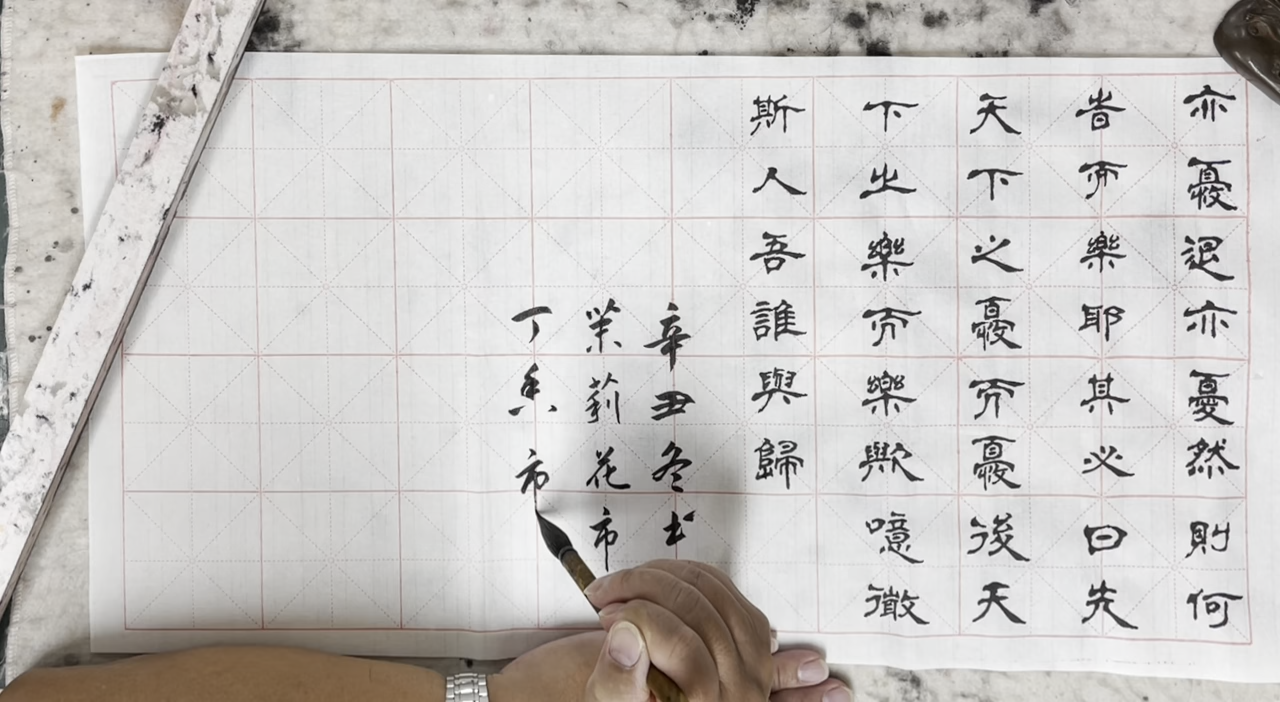 亦憂退亦憂然則何
旹而樂耶其必曰先
天下之憂而憂後天
下之樂而樂歟噫微
斯人吾誰與歸
辛丑冬书
茉莉花市
丁香市